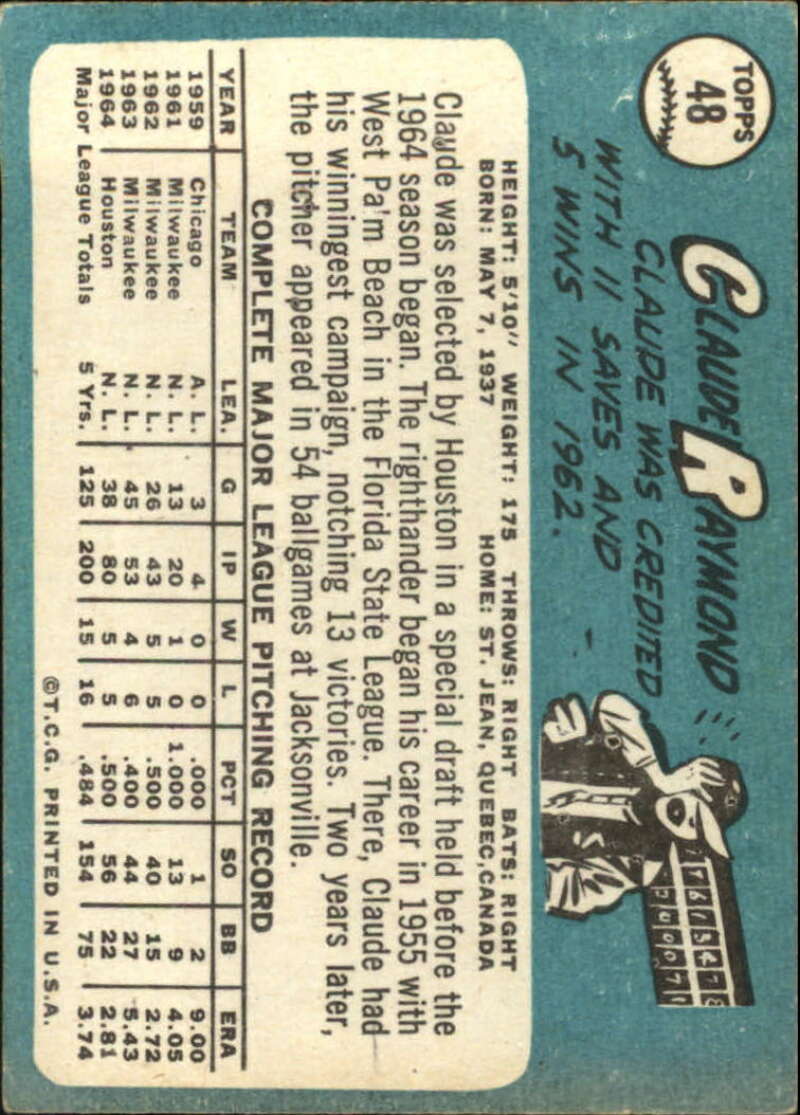 TOPPS
48
CLAUDE RAYMOND
CLAUDE WAS CREDITED
WITH 11 SAVES AND
5 WINS IN 1962.
HEIGHT: 5'10" WEIGHT: 175 THROWS: RIGHT BATS: RIGHT
BORN: MAY 7, 1937 HOME: ST. JEAN, QUEBEC, CANADA
Claude was selected by Houston in a special draft held before the
1964 season began. The righthander began his career in 1955 with
West Pa'm Beach in the Florida State League. There, Claude had
his winningest campaign, notching 13 victories. Two years later,
the pitcher appeared in 54 ballgames at Jacksonville.
COMPLETE MAJOR LEAGUE PITCHING RECORD
YEAR TEAM LEA. G IP W L PCT SO BB ERA
1959 Chicago A. L. 3 4 0 0 .000 1 2 9.00
1961 Milwaukee N. L. 13 20 1 0 1.000 13 9 4.05
1962 Milwaukee N. L. 26 43 5 5 .500 40 15 2.72
1963 Milwaukee N. L. 45 53 4 6 .400 44 27 5.43
1964 Houston N. L. 38 80 5 5 .500 56 22 2.81
Major League Totals 5 Yrs. 125 200 15 16 .484 154 75 3.74
©T.C.G. PRINTED IN U.S.A.